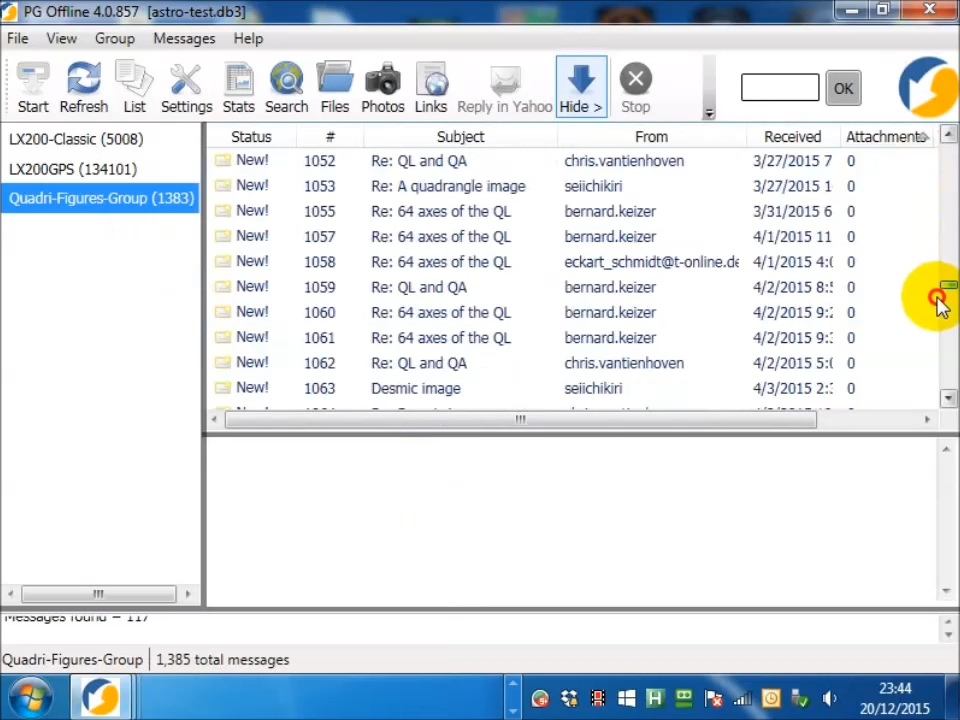 PG Offline 4.0.857 [astro-test.db3]
File View Group Messages Help
Start Refresh List Settings Stats Search Files Photos Links Reply in Yahoo Hide > Stop OK
LX200-Classic (5008)
LX200GPS (134101)
Quadri-Figures-Group (1383)
Status # Subject From Received Attachments
New! 1052 Re: QL and QA chris.vantienhoven 3/27/2015 7 0
New! 1053 Re: A quadrangle image seiichikiri 3/27/2015 1 0
New! 1055 Re: 64 axes of the QL bernard.keizer 3/31/2015 6 0
New! 1057 Re: 64 axes of the QL bernard.keizer 4/1/2015 11 0
New! 1058 Re: 64 axes of the QL eckart_schmidt@t-online.de 4/1/2015 4:0 0
New! 1059 Re: QL and QA bernard.keizer 4/2/2015 8:5 0
New! 1060 Re: 64 axes of the QL bernard.keizer 4/2/2015 9:2 0
New! 1061 Re: 64 axes of the QL bernard.keizer 4/2/2015 9:3 0
New! 1062 Re: QL and QA chris.vantienhoven 4/2/2015 5:0 0
New! 1063 Desmic image seiichikiri 4/3/2015 2:3 0
Messages found = 117
Quadri-Figures-Group 1,385 total messages
23:44
20/12/2015